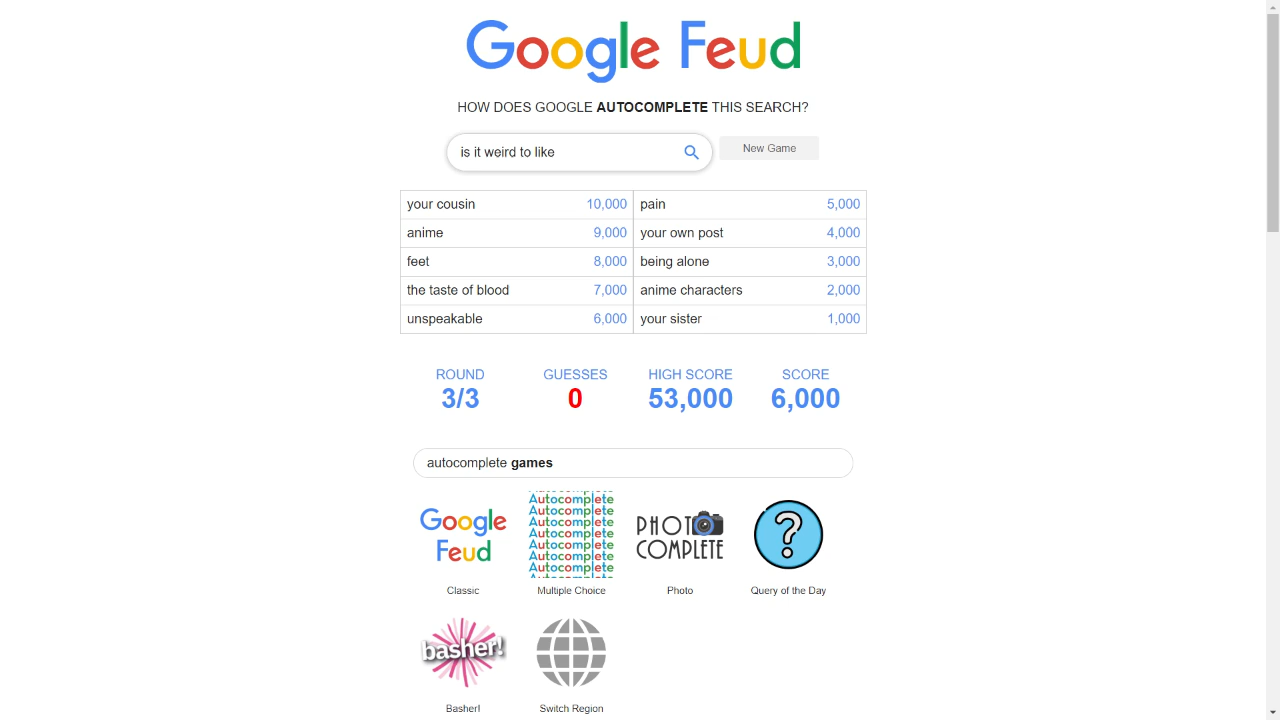 Google Feud
HOW DOES GOOGLE AUTOCOMPLETE THIS SEARCH?
is it weird to like
New Game
your cousin 10,000
anime 9,000
feet 8,000
the taste of blood 7,000
unspeakable 6,000
pain 5,000
your own post 4,000
being alone 3,000
anime characters 2,000
your sister 1,000
ROUND GUESSES HIGH SCORE SCORE
3/3 0 53,000 6,000
autocomplete games
Google
Feud
Autocomplete
Autocomplete
Autocomplete
Autocomplete
Autocomplete
Autocomplete
Autocomplete
PHOTO
COMPLETE
?
Classic Multiple Choice Photo Query of the Day
basher!
Basher! Switch Region